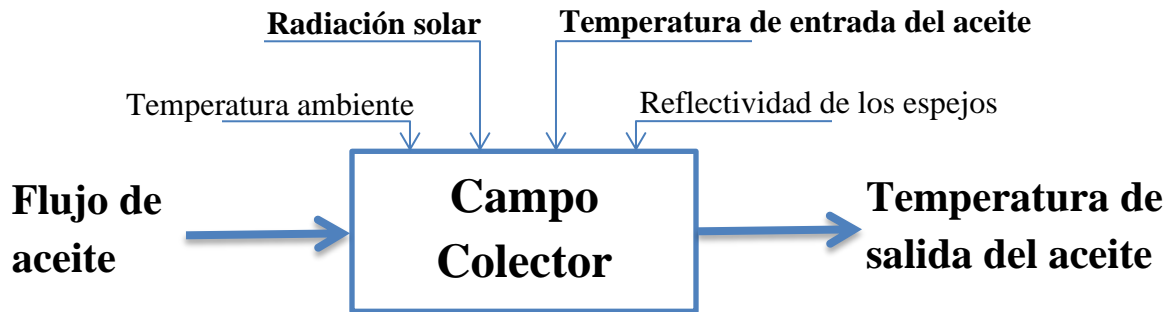 Radiación solar
Temperatura de entrada del aceite
Temperatura ambiente
Reflectividad de los espejos
Flujo de
aceite
Campo
Colector
Temperatura de
salida del aceite